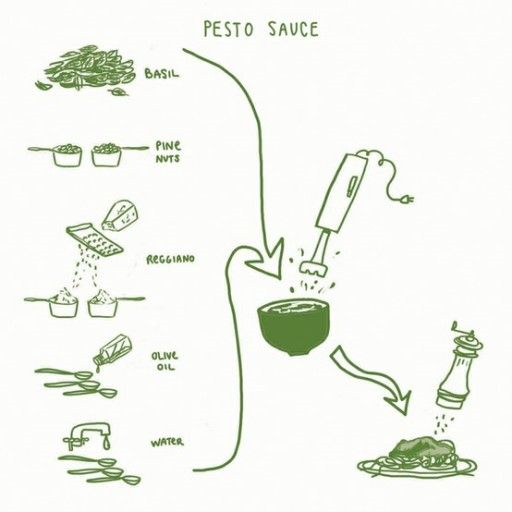 PESTO SAUCE
BASIL
PINE
NUTS
REGGIANO
OLIVE
OIL
WATER